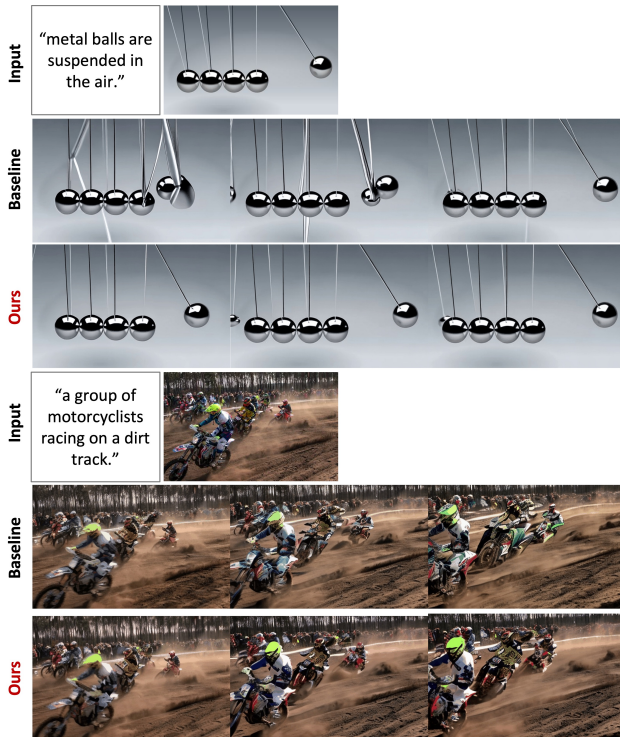 Input
“metal balls are
suspended in
the air.”
Baseline
Ours
Input
“a group of
motorcyclists
racing on a dirt
track.”
Baseline
Ours